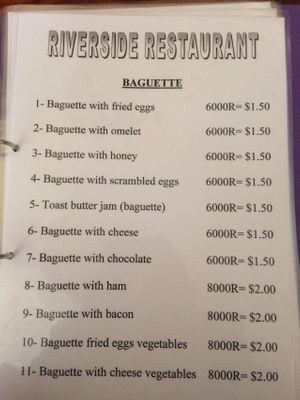 RIVERSIDE RESTAURANT
BAGUETTE
1- Baguette with fried eggs 6000R= $1.50
2- Baguette with omelet 6000R= $1.50
3- Baguette with honey 6000R= $1.50
4- Baguette with scrambled eggs 6000R= $1.50
5- Toast butter jam (baguette) 6000R= $1.50
6- Baguette with cheese 6000R= $1.50
7- Baguette with chocolate 6000R= $1.50
8- Baguette with ham 8000R= $2.00
9- Baguette with bacon 8000R= $2.00
10- Baguette fried eggs vegetables 8000R= $2.00
11- Baguette with cheese vegetables 8000R= $2.00